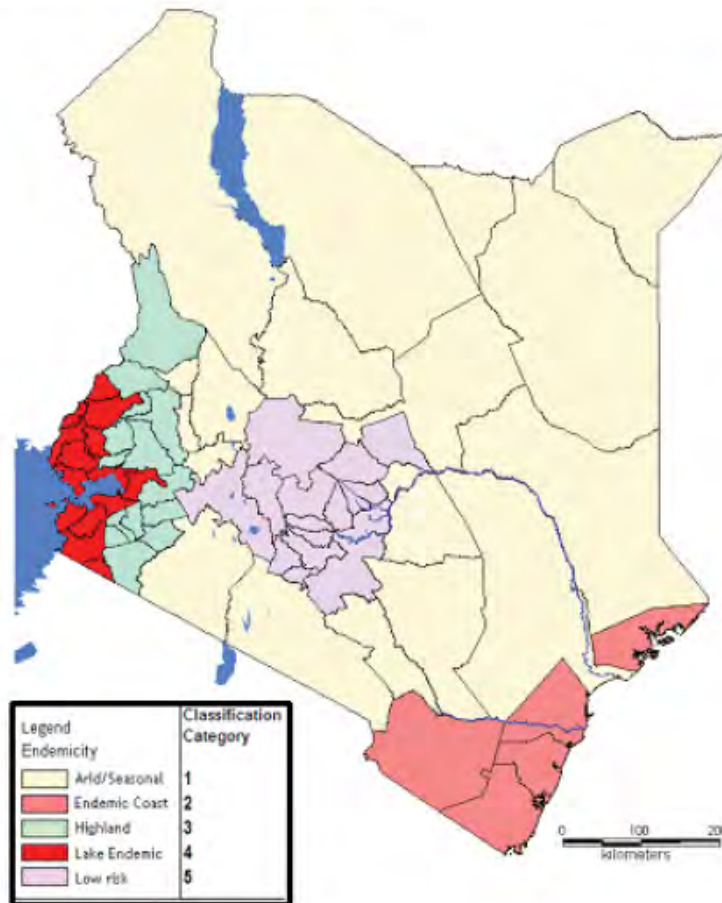 Legend
Endemicity
Classification
Category
Arid/Seasonal 1
Endemic Coast 2
Highland 3
Lake Endemic 4
Low risk 5
0 100
kilometers